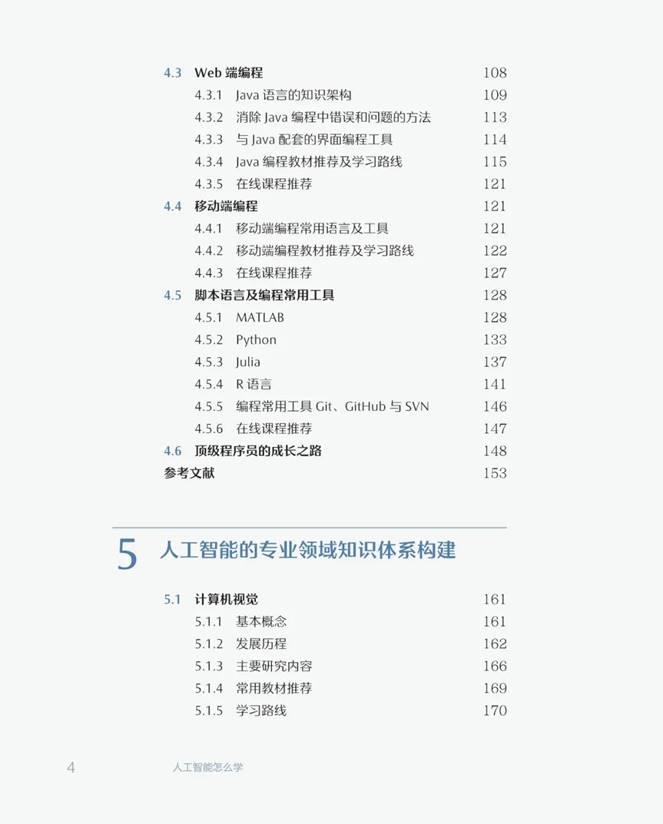 4.3 Web 端编程 108
4.3.1 Java 语言的知识架构 109
4.3.2 消除 Java 编程中错误和问题的方法 113
4.3.3 与 Java 配套的界面编程工具 114
4.3.4 Java 编程教材推荐及学习路线 115
4.3.5 在线课程推荐 121
4.4 移动端编程 121
4.4.1 移动端编程常用语言及工具 121
4.4.2 移动端编程教材推荐及学习路线 122
4.4.3 在线课程推荐 127
4.5 脚本语言及编程常用工具 128
4.5.1 MATLAB 128
4.5.2 Python 133
4.5.3 Julia 137
4.5.4 R 语言 141
4.5.5 编程常用工具 Git、GitHub 与 SVN 146
4.5.6 在线课程推荐 147
4.6 顶级程序员的成长之路 148
参考文献 153
5 人工智能的专业领域知识体系构建
5.1 计算机视觉 161
5.1.1 基本概念 161
5.1.2 发展历程 162
5.1.3 主要研究内容 166
5.1.4 常用教材推荐 169
5.1.5 学习路线 170
4 人工智能怎么学